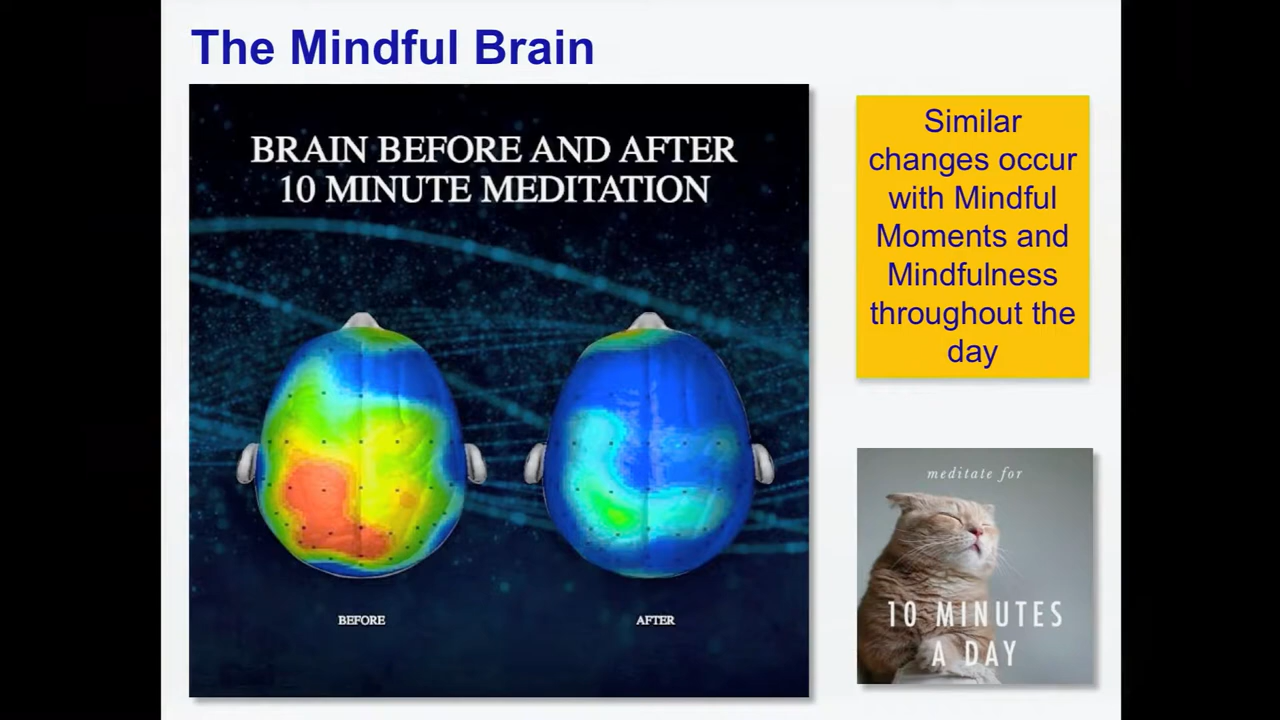 The Mindful Brain
BRAIN BEFORE AND AFTER
10 MINUTE MEDITATION
BEFORE
AFTER
Similar
changes occur
with Mindful
Moments and
Mindfulness
throughout the
day
meditate for
10 MINUTES
A DAY